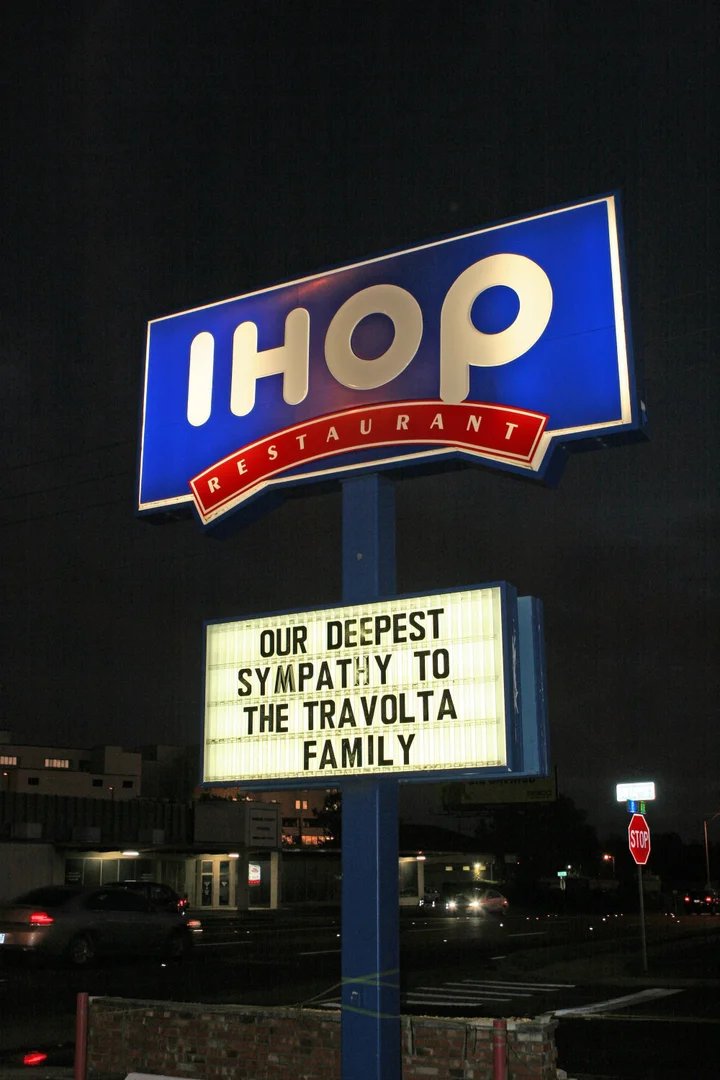 IHOP
RESTAURANT
OUR DEEPEST
SYMPATHY TO
THE TRAVOLTA
FAMILY
STOP